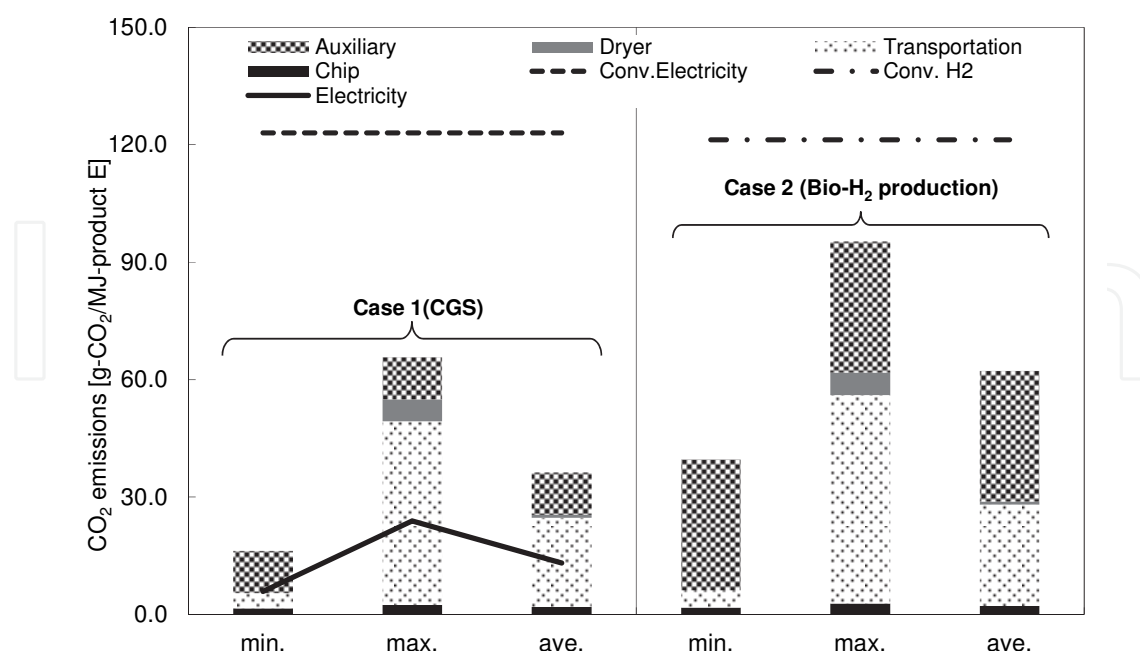 150.0
Auxiliary Dryer Transportation
Chip Conv.Electricity Conv. H2
Electricity
120.0
Case 2 (Bio-H₂ production)
90.0
Case 1(CGS)
60.0
30.0
0.0
CO₂ emissions [g-CO₂/MJ-product E]
min. max. ave. min. max. ave.